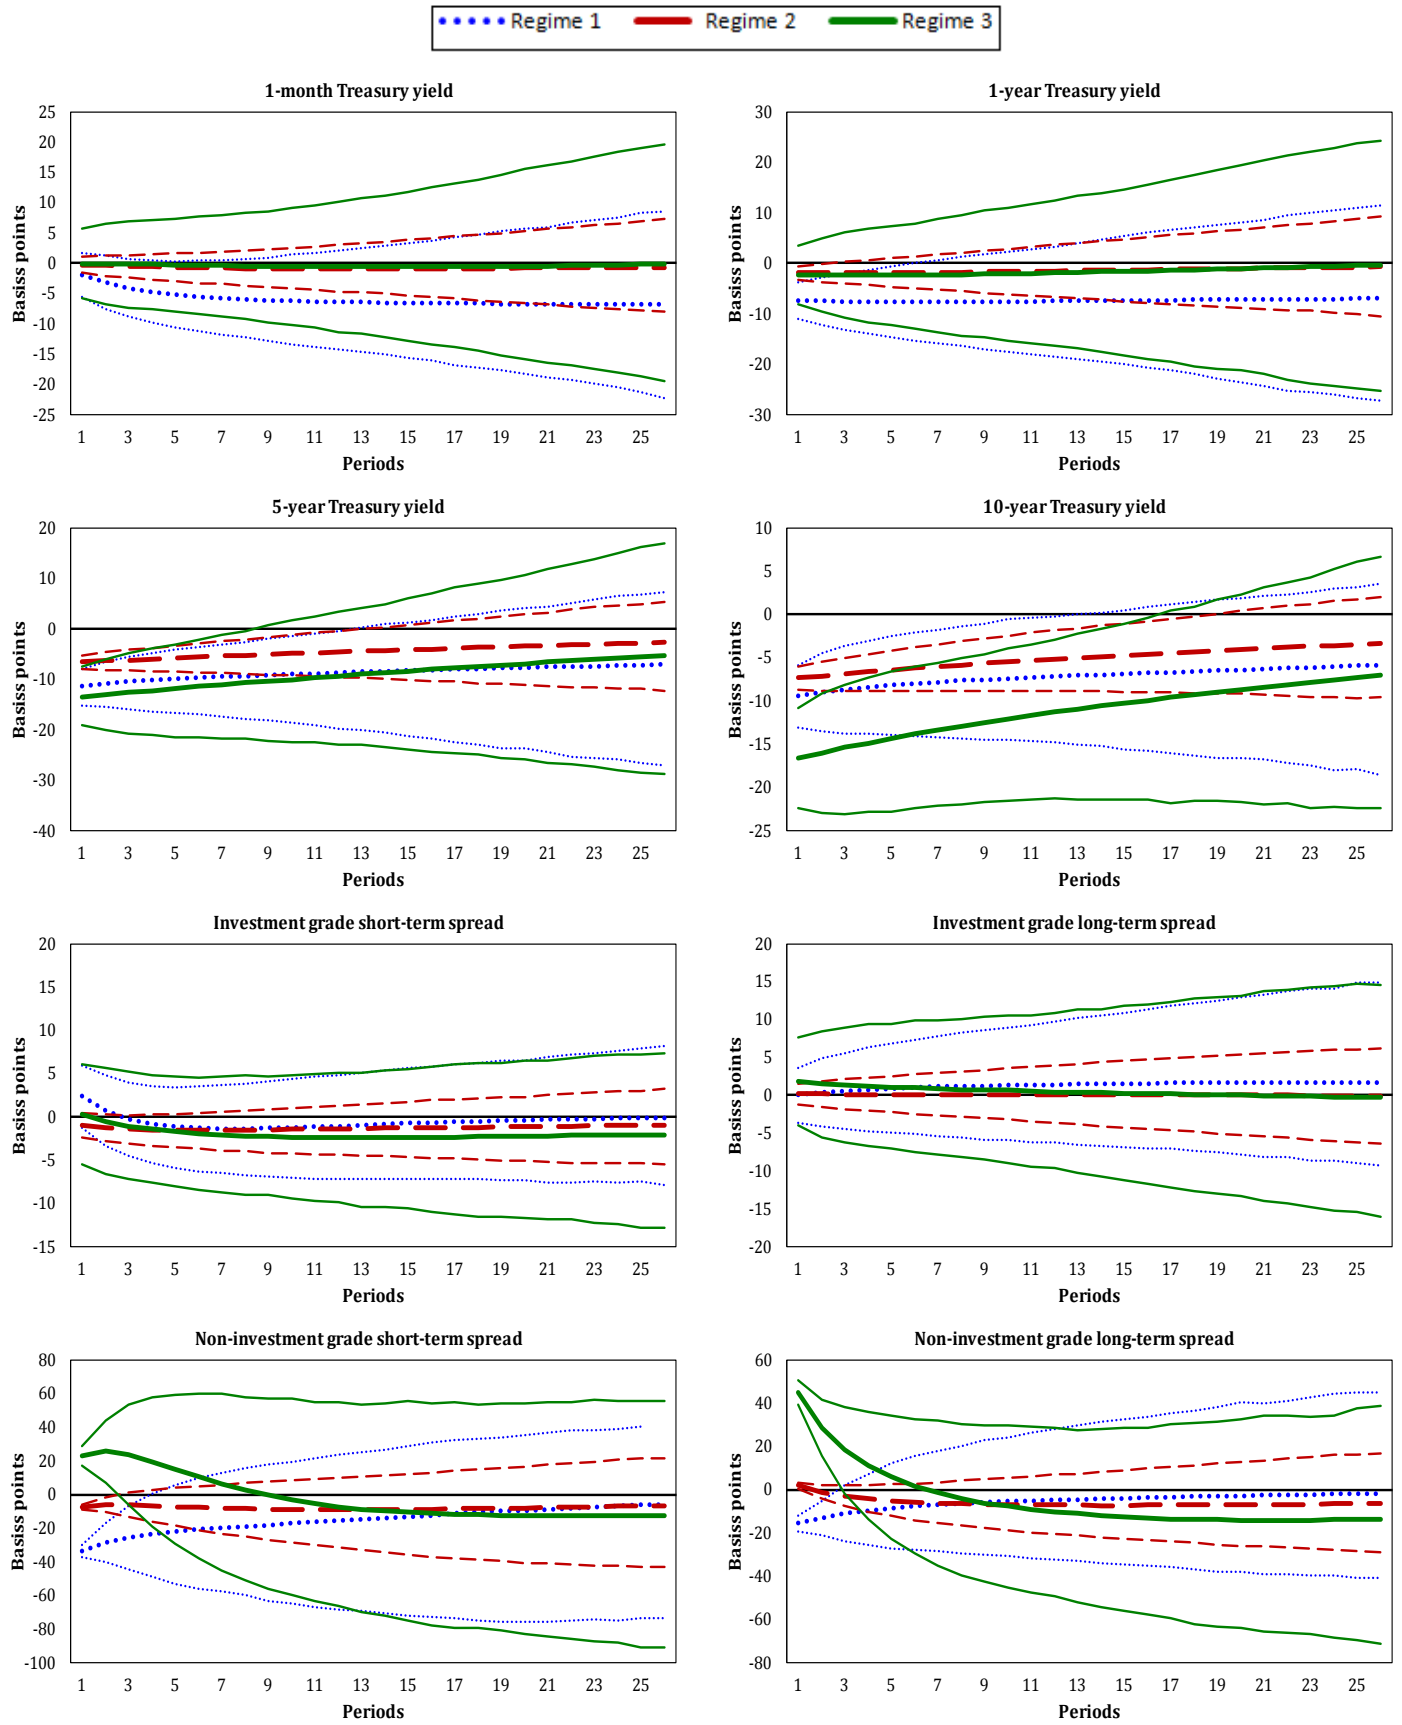 Regime 1 Regime 2 Regime 3
1-month Treasury yield
25
20
15
10
5
0
-5
-10
-15
-20
-25
Basiss points
1 3 5 7 9 11 13 15 17 19 21 23 25
Periods
1-year Treasury yield
30
20
10
0
-10
-20
-30
Basiss points
1 3 5 7 9 11 13 15 17 19 21 23 25
Periods
5-year Treasury yield
20
10
0
-10
-20
-30
-40
Basiss points
1 3 5 7 9 11 13 15 17 19 21 23 25
Periods
10-year Treasury yield
10
5
0
-5
-10
-15
-20
-25
Basiss points
1 3 5 7 9 11 13 15 17 19 21 23 25
Periods
Investment grade short-term spread
20
15
10
5
0
-5
-10
-15
Basiss points
1 3 5 7 9 11 13 15 17 19 21 23 25
Periods
Investment grade long-term spread
20
15
10
5
0
-5
-10
-15
-20
Basiss points
1 3 5 7 9 11 13 15 17 19 21 23 25
Periods
Non-investment grade short-term spread
80
60
40
20
0
-20
-40
-60
-80
-100
Basiss points
1 3 5 7 9 11 13 15 17 19 21 23 25
Periods
Non-investment grade long-term spread
60
40
20
0
-20
-40
-60
-80
Basiss points
1 3 5 7 9 11 13 15 17 19 21 23 25
Periods